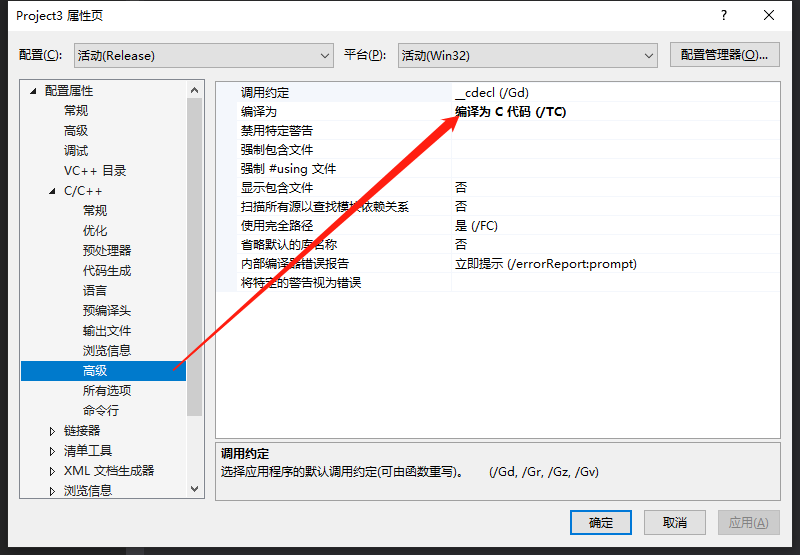 Project3 属性页
?
配置(C): 活动(Release) 平台(P): 活动(Win32) 配置管理器(O)...
配置属性
常规
高级
调试
VC++ 目录
C/C++
常规
优化
预处理器
代码生成
语言
预编译头
输出文件
浏览信息
高级
所有选项
命令行
链接器
清单工具
XML 文档生成器
浏览信息
调用约定 __cdecl (/Gd)
编译为 编译为 C 代码 (/TC)
禁用特定警告
强制包含文件
强制 #using 文件
显示包含文件 否
扫描所有源以查找模块依赖关系 否
使用完全路径 是 (/FC)
省略默认的库名称 否
内部编译器错误报告 立即提示 (/errorReport:prompt)
将特定的警告视为错误
调用约定
选择应用程序的默认调用约定(可由函数重写)。 (/Gd, /Gr, /Gz, /Gv)
确定 取消 应用(A)